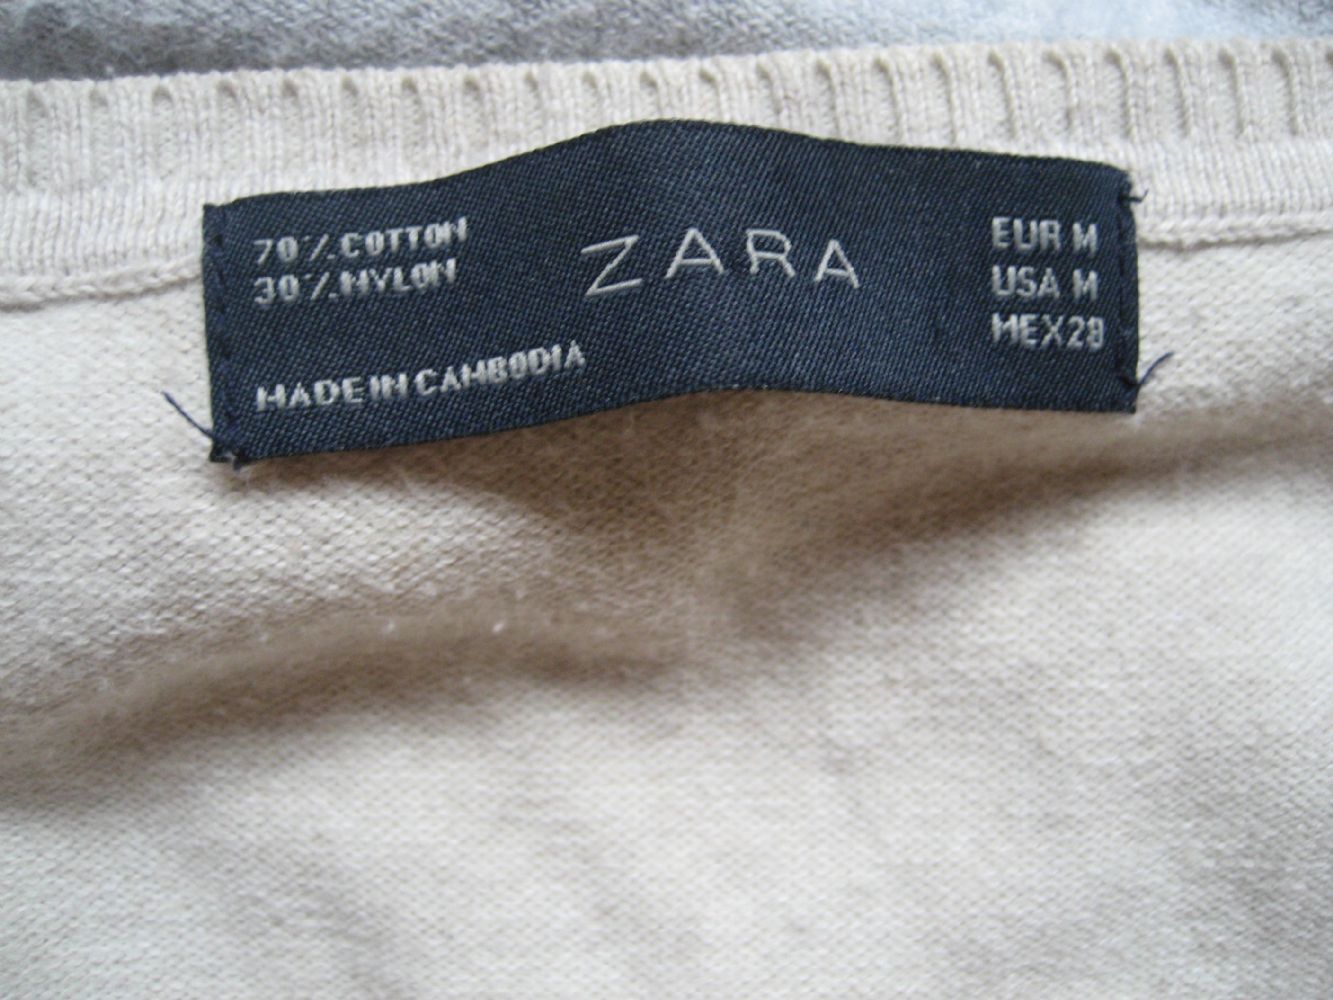 70% COTTON
30% NYLON
MADE IN CAMBODIA
ZARA
EUR M
USA M
MEX 28